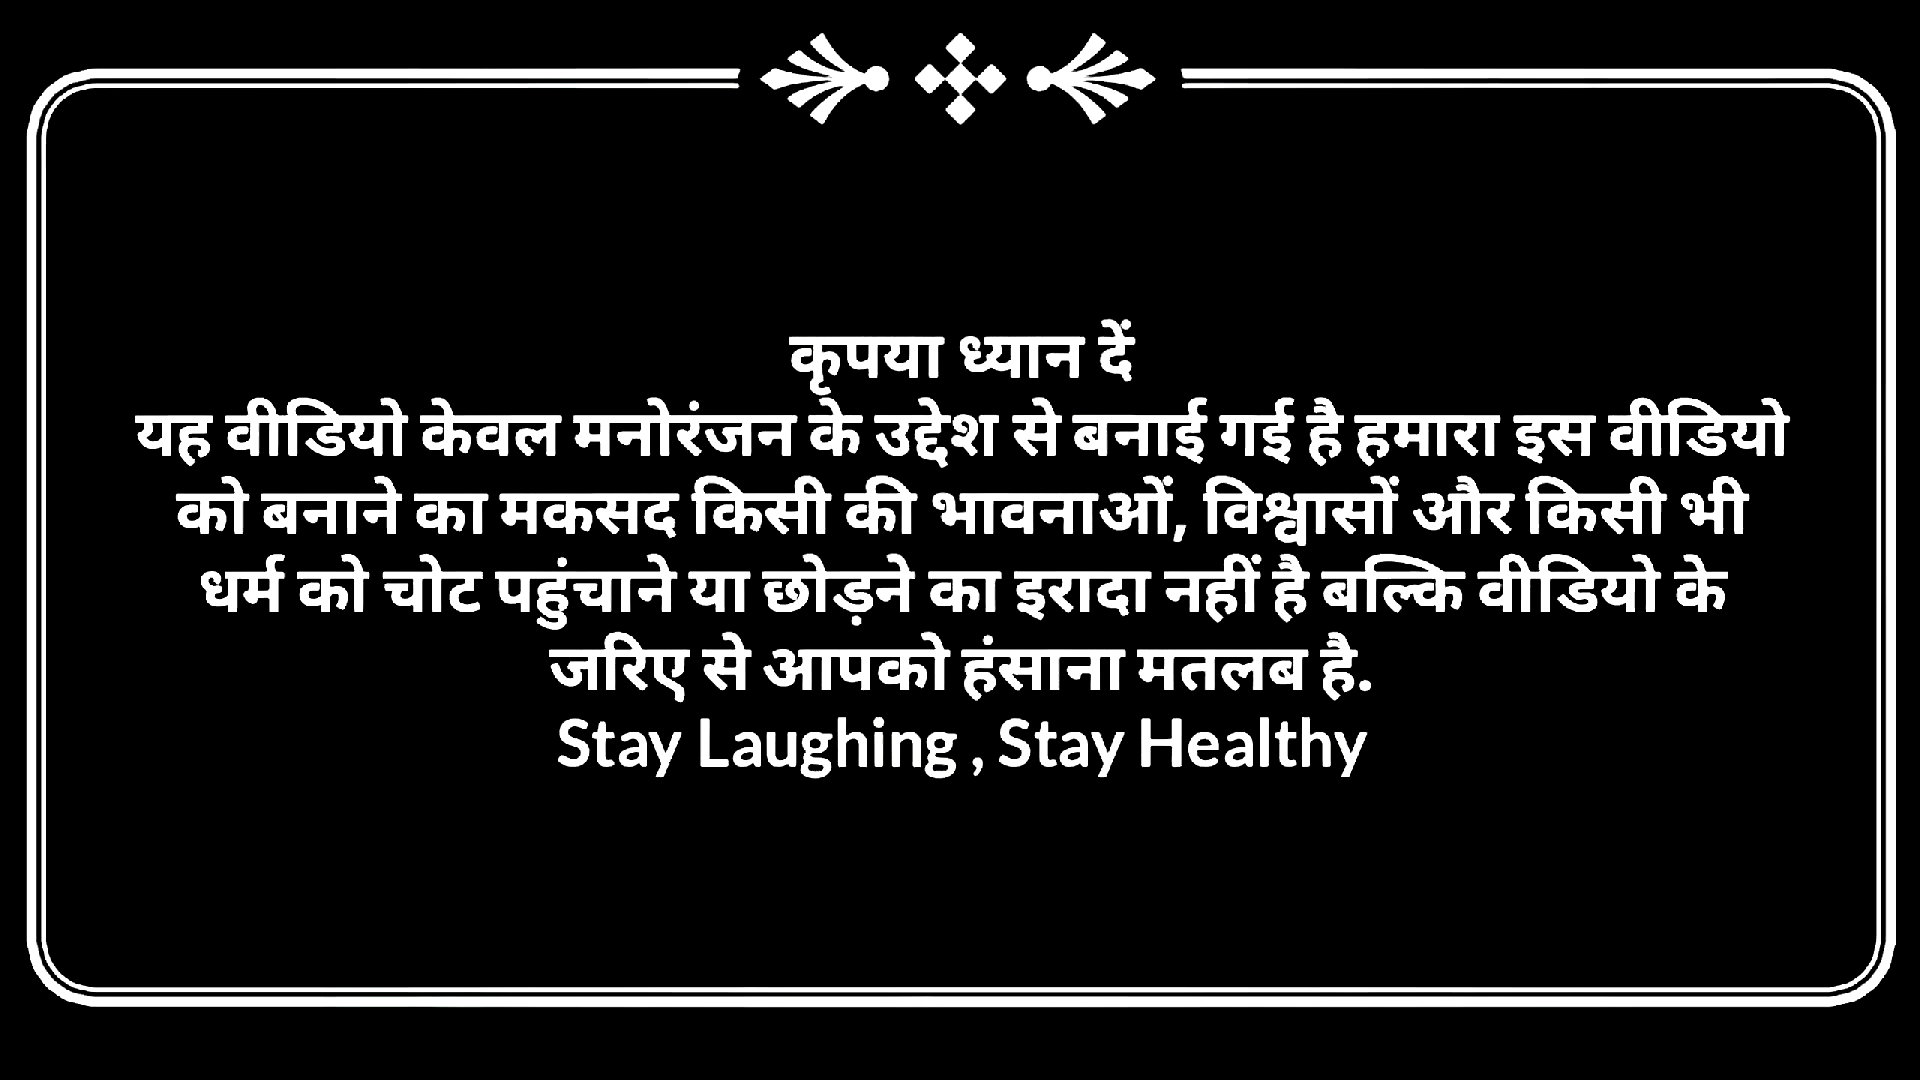 कृपया ध्यान दें
यह वीडियो केवल मनोरंजन के उद्देश से बनाई गई है हमारा इस वीडियो
को बनाने का मकसद किसी की भावनाओं, विश्वासों और किसी भी
धर्म को चोट पहुंचाने या छोड़ने का इरादा नहीं है बल्कि वीडियो के
जरिए से आपको हंसाना मतलब है.
Stay Laughing , Stay Healthy